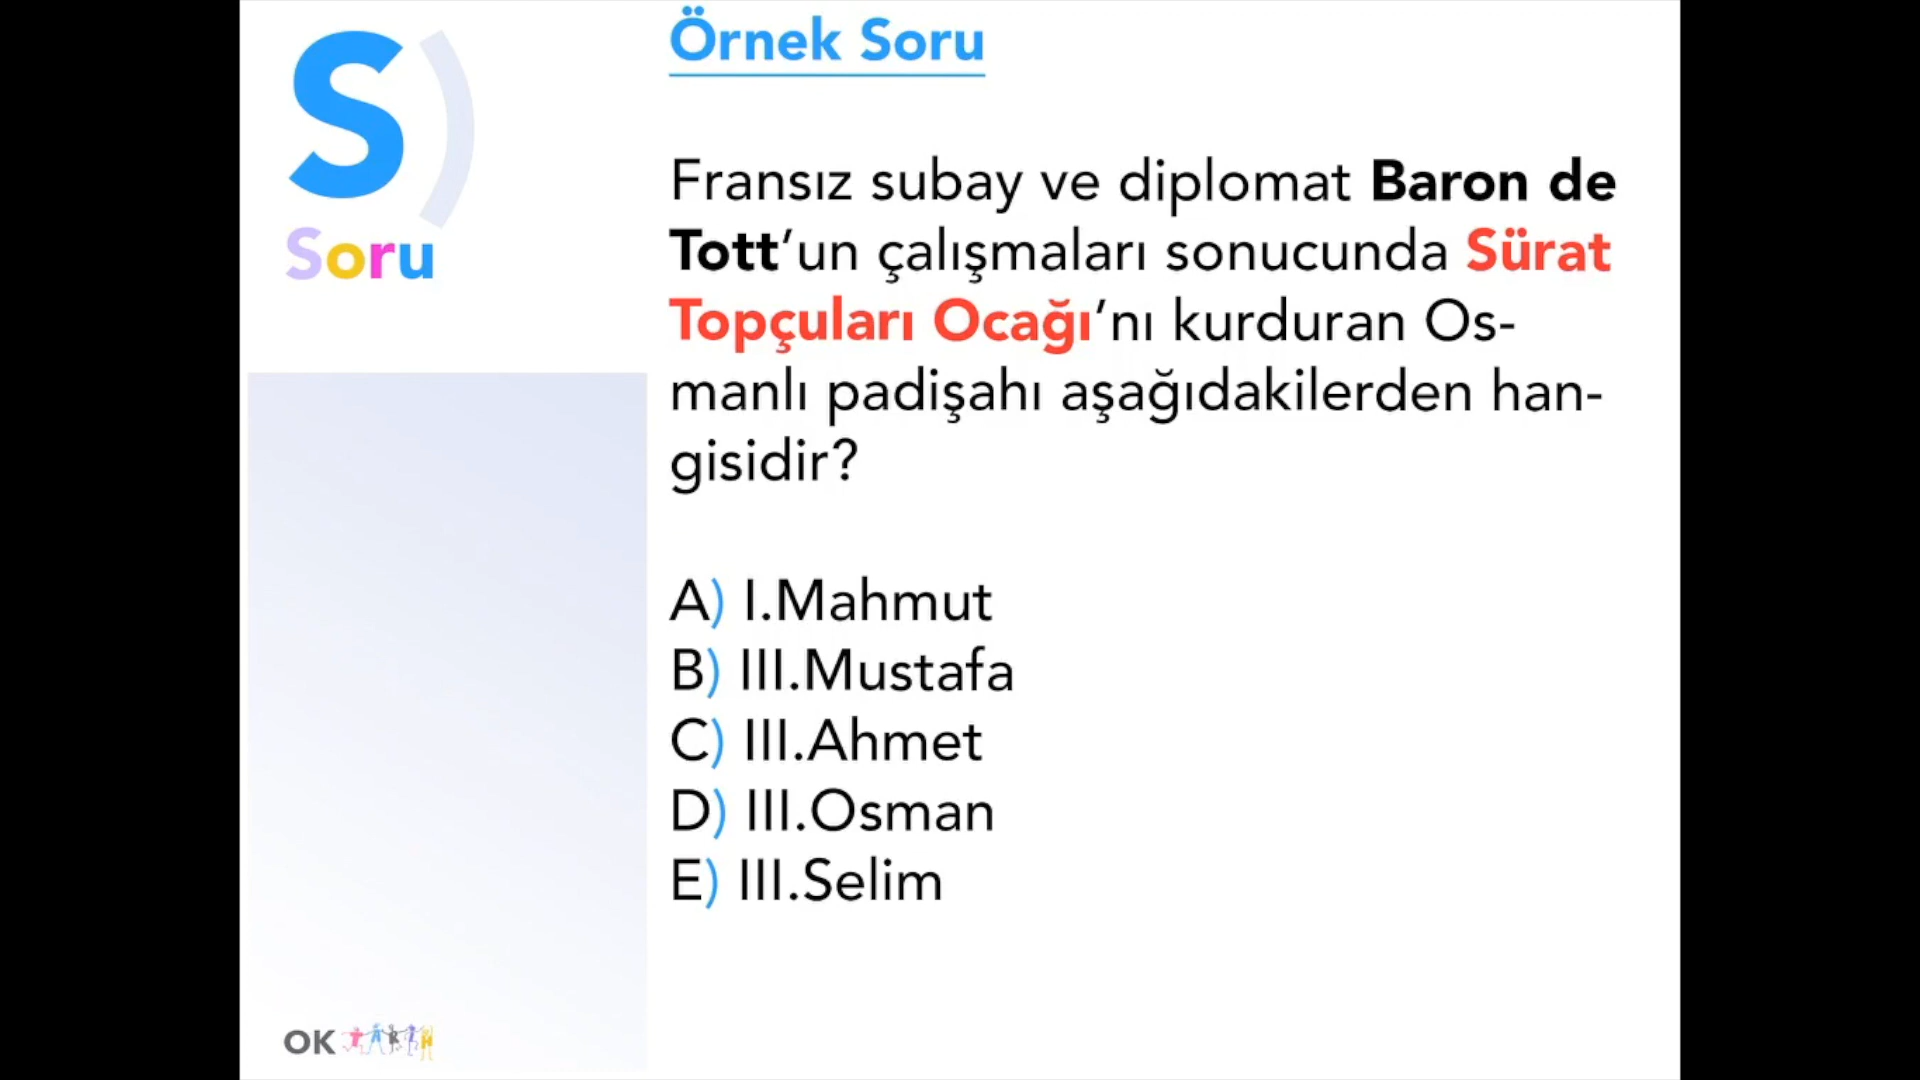 S)
Soru
Örnek Soru
Fransız subay ve diplomat Baron de
Tott'un çalışmaları sonucunda Sürat
Topçuları Ocağı'nı kurduran Os-
manlı padişahı aşağıdakilerden han-
gisidir?
A) I.Mahmut
B) III.Mustafa
C) III.Ahmet
D) III.Osman
E) III.Selim
OK TARİH